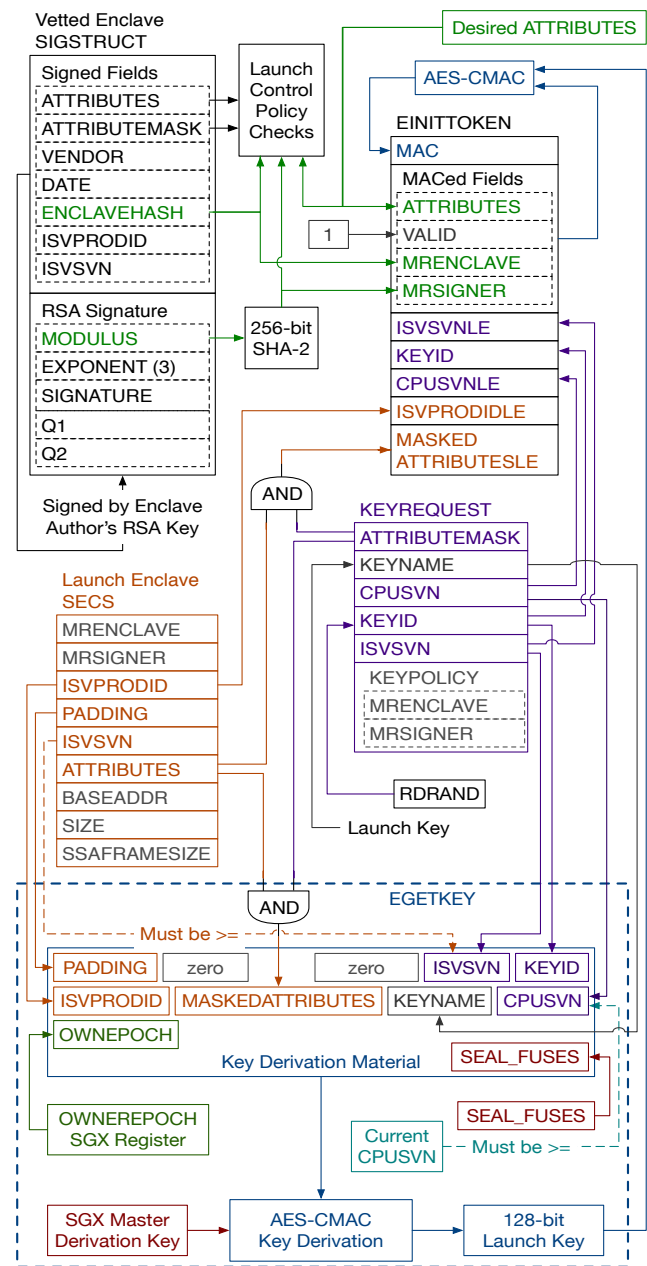 Vetted Enclave
SIGSTRUCT
Signed Fields
ATTRIBUTES
ATTRIBUTEMASK
VENDOR
DATE
ENCLAVEHASH
ISVPRODID
ISVSVN
RSA Signature
MODULUS
EXPONENT (3)
SIGNATURE
Q1
Q2
Signed by Enclave
Author's RSA Key
Launch
Control
Policy
Checks
256-bit
SHA-2
1
Desired ATTRIBUTES
AES-CMAC
EINITTOKEN
MAC
MACed Fields
ATTRIBUTES
VALID
MRENCLAVE
MRSIGNER
ISVSVNLE
KEYID
CPUSVNLE
ISVPRODIDLE
MASKED
ATTRIBUTESLE
AND
KEYREQUEST
ATTRIBUTEMASK
KEYNAME
CPUSVN
KEYID
ISVSVN
KEYPOLICY
MRENCLAVE
MRSIGNER
RDRAND
Launch Key
Launch Enclave
SECS
MRENCLAVE
MRSIGNER
ISVPRODID
PADDING
ISVSVN
ATTRIBUTES
BASEADDR
SIZE
SSAFRAMESIZE
EGETKEY
AND
Must be >=
PADDING
zero
zero
ISVSVN
KEYID
ISVPRODID
MASKEDATTRIBUTES
KEYNAME
CPUSVN
OWNEPOCH
Key Derivation Material
SEAL_FUSES
OWNEREPOCH
SGX Register
SEAL_FUSES
Current
CPUSVN
Must be >=
SGX Master
Derivation Key
AES-CMAC
Key Derivation
128-bit
Launch Key